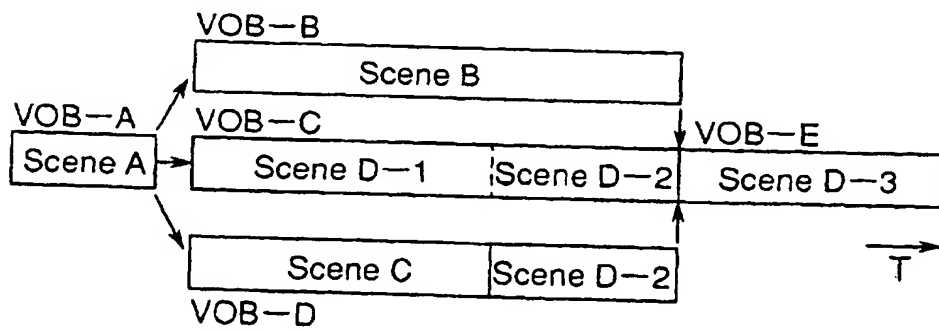 VOB—B
Scene B
VOB—A
VOB—C
VOB—E
Scene A
Scene D—1
Scene D—2
Scene D—3
Scene C
Scene D—2
T
VOB—D